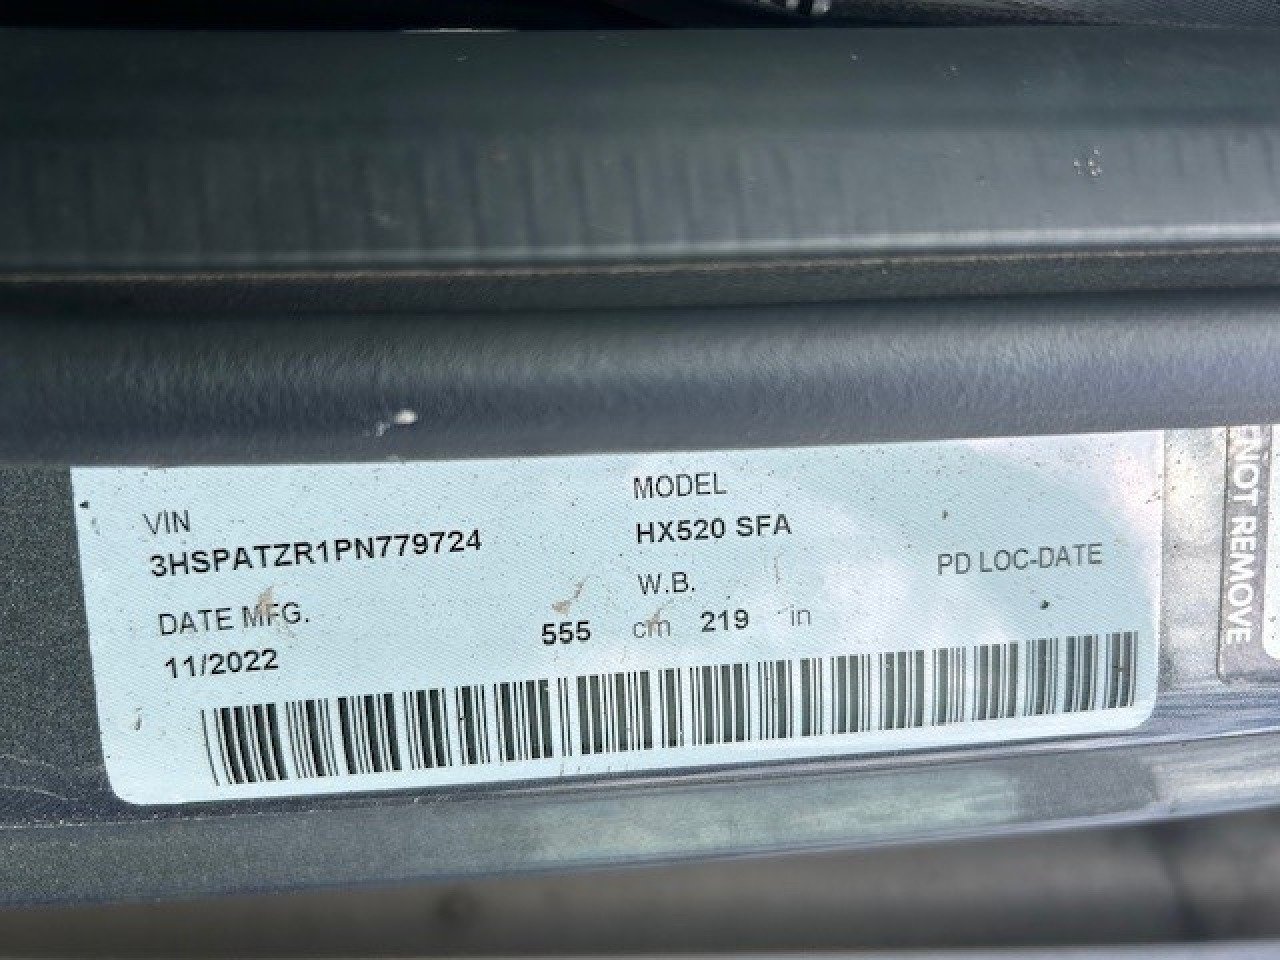 VIN
3HSPATZR1PN779724
MODEL
HX520 SFA
DATE MFG.
11/2022
W.B.
555 cm 219 in
PD LOC-DATE
NOT REMOVE